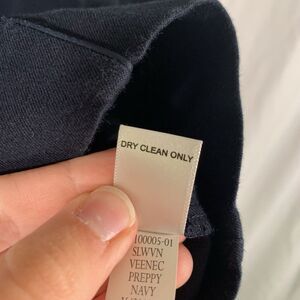 DRY CLEAN ONLY
100005-01
SLWVN
VEENEC
PREPPY
NAVY